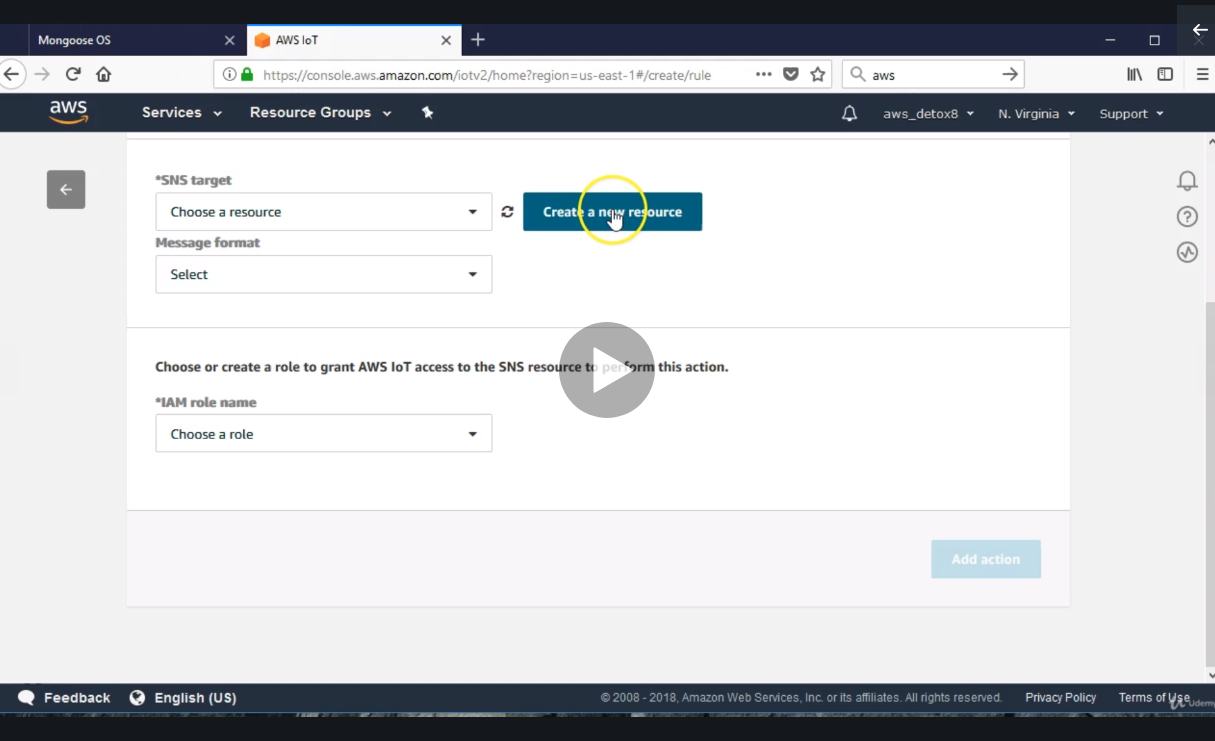 Mongoose OS
AWS IoT
https://console.aws.amazon.com/iotv2/home?region=us-east-1#/create/rule
aws
aws
Services
Resource Groups
aws_detox8
N. Virginia
Support
*SNS target
Choose a resource
Create a new resource
Message format
Select
Choose or create a role to grant AWS IoT access to the SNS resource to perform this action.
*IAM role name
Choose a role
Add action
Feedback
English (US)
© 2008 - 2018, Amazon Web Services, Inc. or its affiliates. All rights reserved.
Privacy Policy
Terms of Use
Udemy